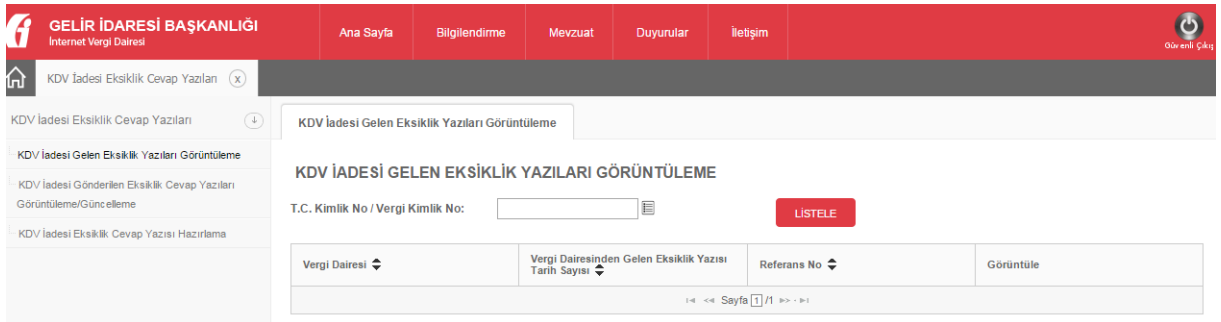 GELİR İDARESİ BAŞKANLIĞI
İnternet Vergi Dairesi
Ana Sayfa
Bilgilendirme
Mevzuat
Duyurular
İletişim
Güvenli Çıkış
KDV İadesi Eksiklik Cevap Yazıları x
KDV İadesi Eksiklik Cevap Yazıları
KDV İadesi Gelen Eksiklik Yazıları Görüntüleme
KDV İadesi Gönderilen Eksiklik Cevap Yazıları
Görüntüleme/Güncelleme
KDV İadesi Eksiklik Cevap Yazısı Hazırlama
KDV İadesi Gelen Eksiklik Yazıları Görüntüleme
KDV İADESİ GELEN EKSİKLİK YAZILARI GÖRÜNTÜLEME
T.C. Kimlik No / Vergi Kimlik No:
LİSTELE
Vergi Dairesi
Vergi Dairesinden Gelen Eksiklik Yazısı
Tarih Sayısı
Referans No
Görüntüle
Sayfa 1 /1